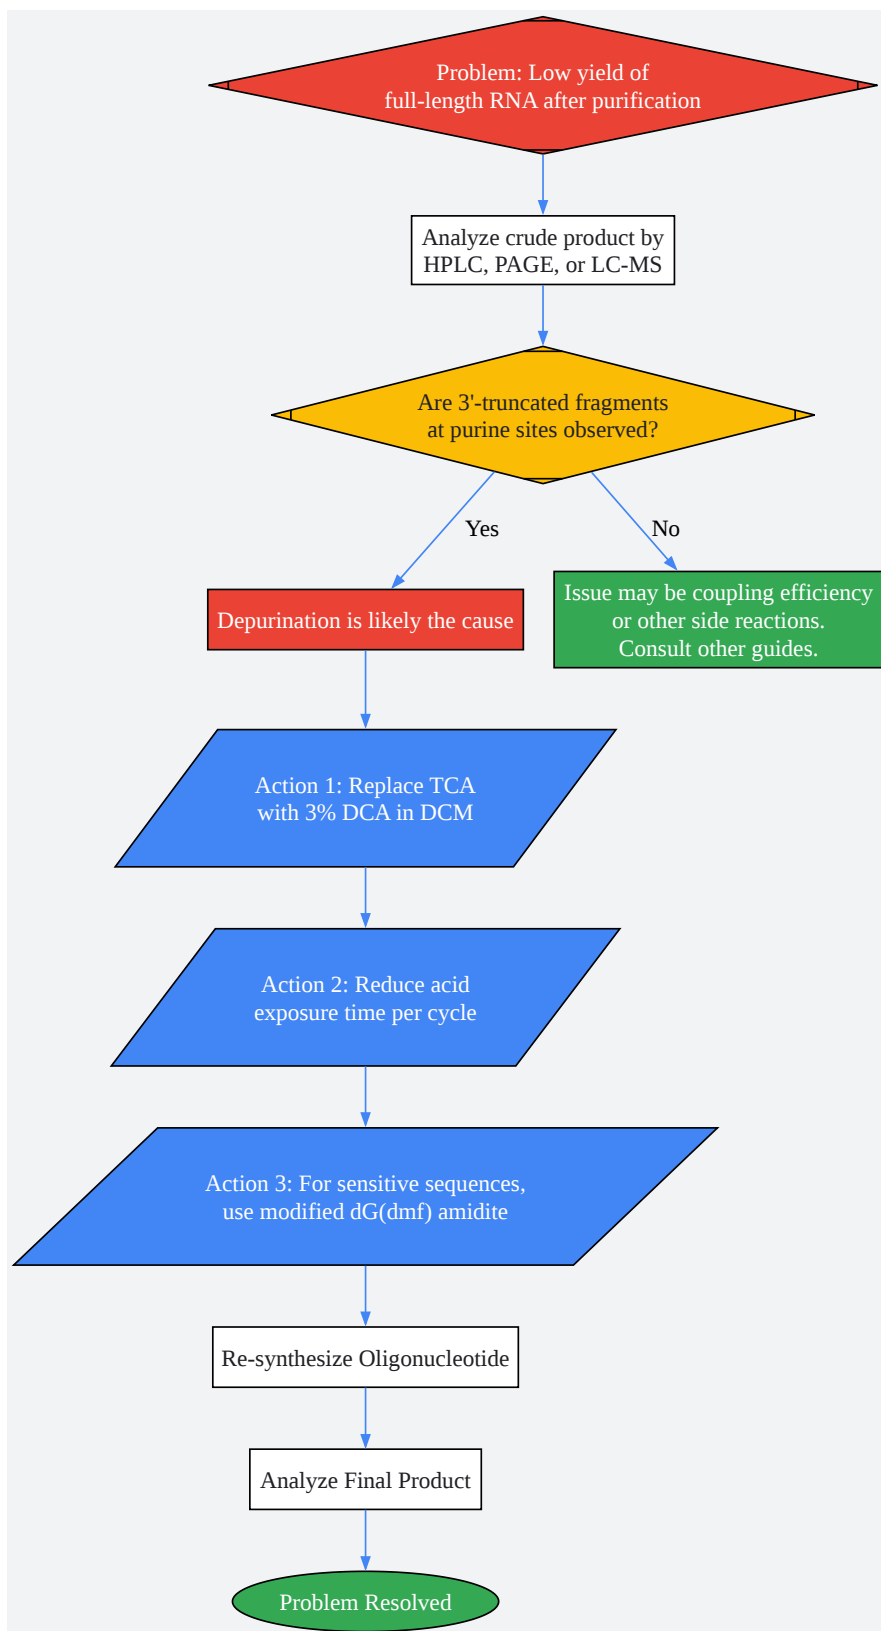 Problem: Low yield of
full-length RNA after purification
Analyze crude product by
HPLC, PAGE, or LC-MS
Are 3'-truncated fragments
at purine sites observed?
Yes
No
Depurination is likely the cause
Issue may be coupling efficiency
or other side reactions.
Consult other guides.
Action 1: Replace TCA
with 3% DCA in DCM
Action 2: Reduce acid
exposure time per cycle
Action 3: For sensitive sequences,
use modified dG(dmf) amidite
Re-synthesize Oligonucleotide
Analyze Final Product
Problem Resolved